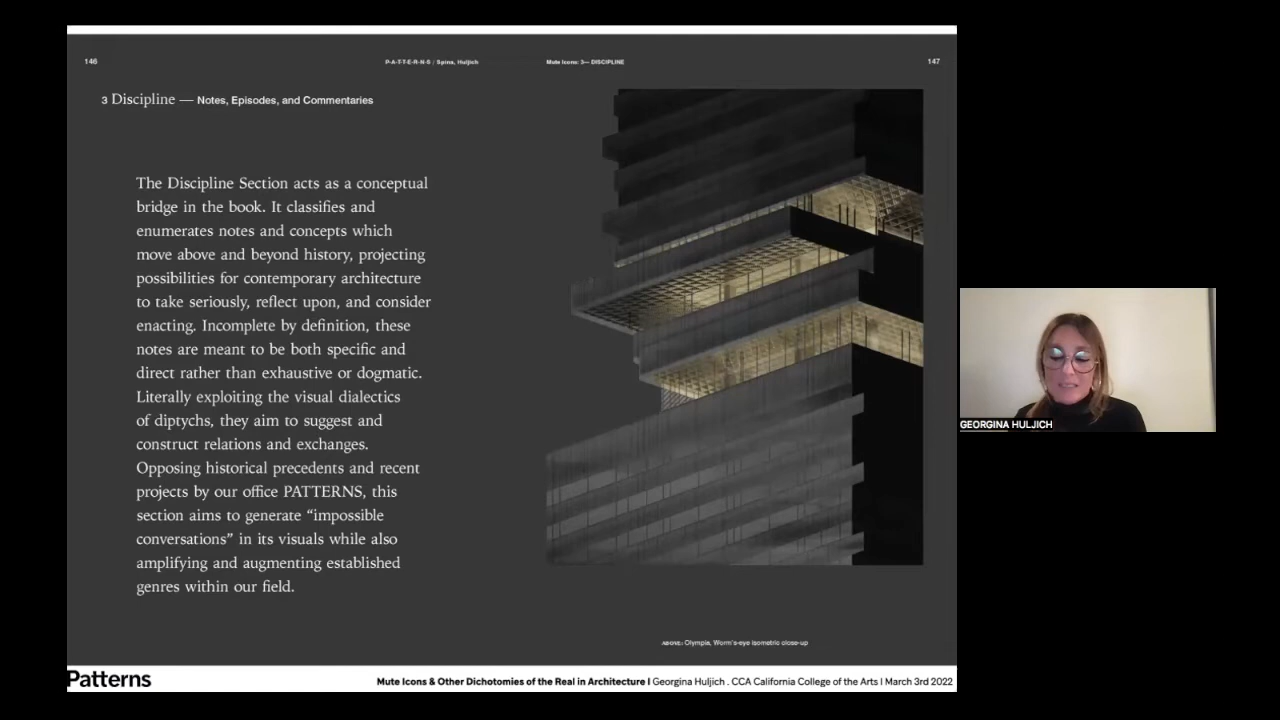 146
P-A-T-T-E-R-N-S / Spina, Huljich
Mute Icons: 3— DISCIPLINE
147
3 Discipline — Notes, Episodes, and Commentaries
The Discipline Section acts as a conceptual
bridge in the book. It classifies and
enumerates notes and concepts which
move above and beyond history, projecting
possibilities for contemporary architecture
to take seriously, reflect upon, and consider
enacting. Incomplete by definition, these
notes are meant to be both specific and
direct rather than exhaustive or dogmatic.
Literally exploiting the visual dialectics
of diptychs, they aim to suggest and
construct relations and exchanges.
Opposing historical precedents and recent
projects by our office PATTERNS, this
section aims to generate “impossible
conversations” in its visuals while also
amplifying and augmenting established
genres within our field.
ABOVE: Olympia, Worm's-eye isometric close-up
GEORGINA HULJICH
Patterns
Mute Icons & Other Dichotomies of the Real in Architecture I Georgina Huljich . CCA California College of the Arts I March 3rd 2022